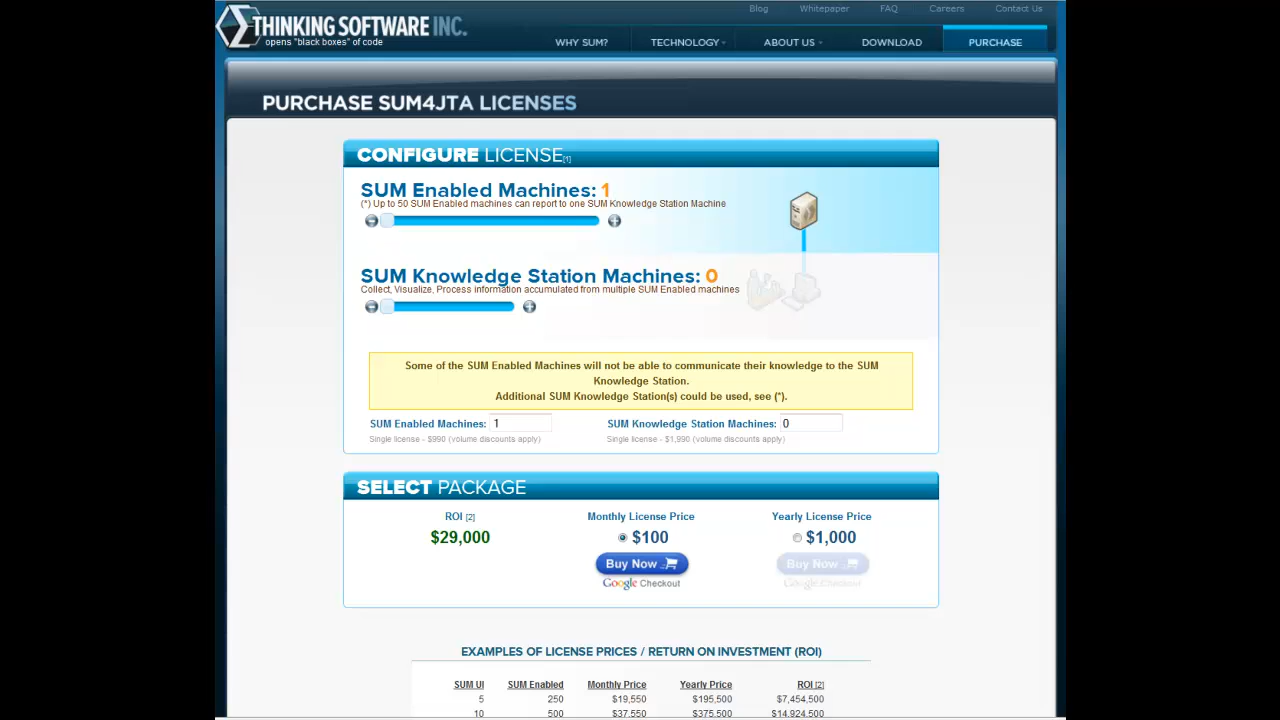 Blog Whitepaper FAQ Careers Contact Us
THINKING SOFTWARE INC.
opens "black boxes" of code
WHY SUM? TECHNOLOGY ABOUT US DOWNLOAD PURCHASE
PURCHASE SUM4JTA LICENSES
CONFIGURE LICENSE[1]
SUM Enabled Machines: 1
(*) Up to 50 SUM Enabled machines can report to one SUM Knowledge Station Machine
SUM Knowledge Station Machines: 0
Collect, Visualize, Process information accumulated from multiple SUM Enabled machines
Some of the SUM Enabled Machines will not be able to communicate their knowledge to the SUM
Knowledge Station.
Additional SUM Knowledge Station(s) could be used, see (*).
SUM Enabled Machines: 1 SUM Knowledge Station Machines: 0
Single license - $990 (volume discounts apply) Single license - $1,990 (volume discounts apply)
SELECT PACKAGE
ROI [2] Monthly License Price Yearly License Price
$29,000 $100 $1,000
Buy Now Buy Now
Google Checkout Google Checkout
EXAMPLES OF LICENSE PRICES / RETURN ON INVESTMENT (ROI)
SUM UI SUM Enabled Monthly Price Yearly Price ROI [2]
5 250 $19,550 $195,500 $7,454,500
10 500 $37,550 $375,500 $14,924,500